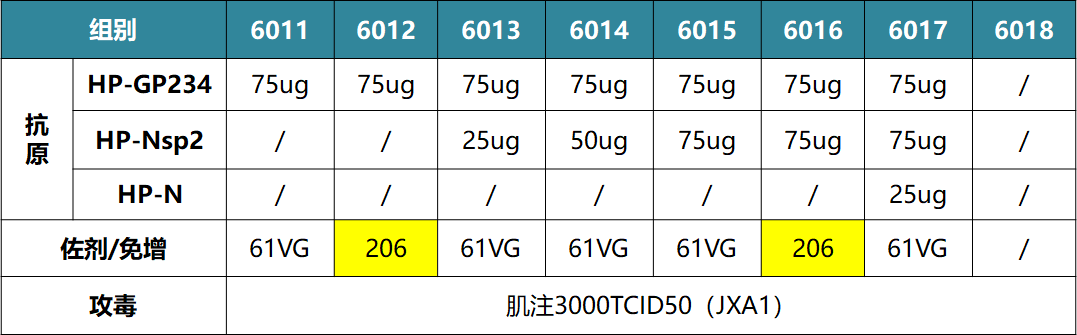 组别 6011 6012 6013 6014 6015 6016 6017 6018
抗原 HP-GP234 75ug 75ug 75ug 75ug 75ug 75ug 75ug /
HP-Nsp2 / / 25ug 50ug 75ug 75ug 75ug /
HP-N / / / / / / 25ug /
佐剂/免增 61VG 206 61VG 61VG 61VG 206 61VG /
攻毒 肌注3000TCID50（JXA1）